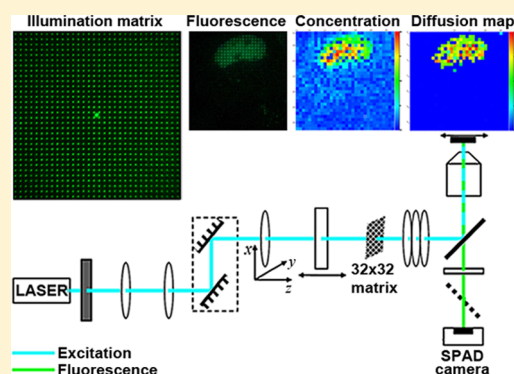 Illumination matrix
Fluorescence
Concentration
Diffusion map
x
y
z
32x32
matrix
LASER
Excitation
Fluorescence
SPAD
camera